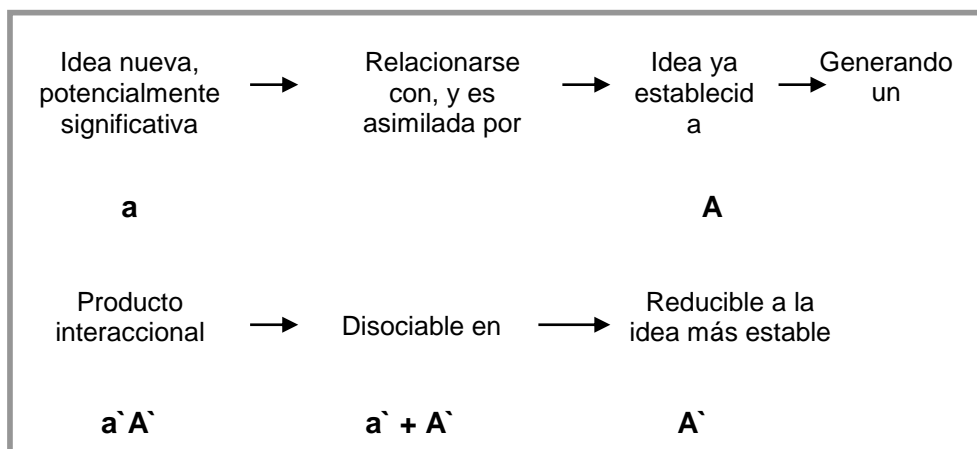 Idea nueva,
potencialmente
significativa
Relacionarse
con, y es
asimilada por
Idea ya
establecid
a
Generando
un
a
A
Producto
interaccional
Disociable en
Reducible a la
idea más estable
a`A`
a` + A`
A`